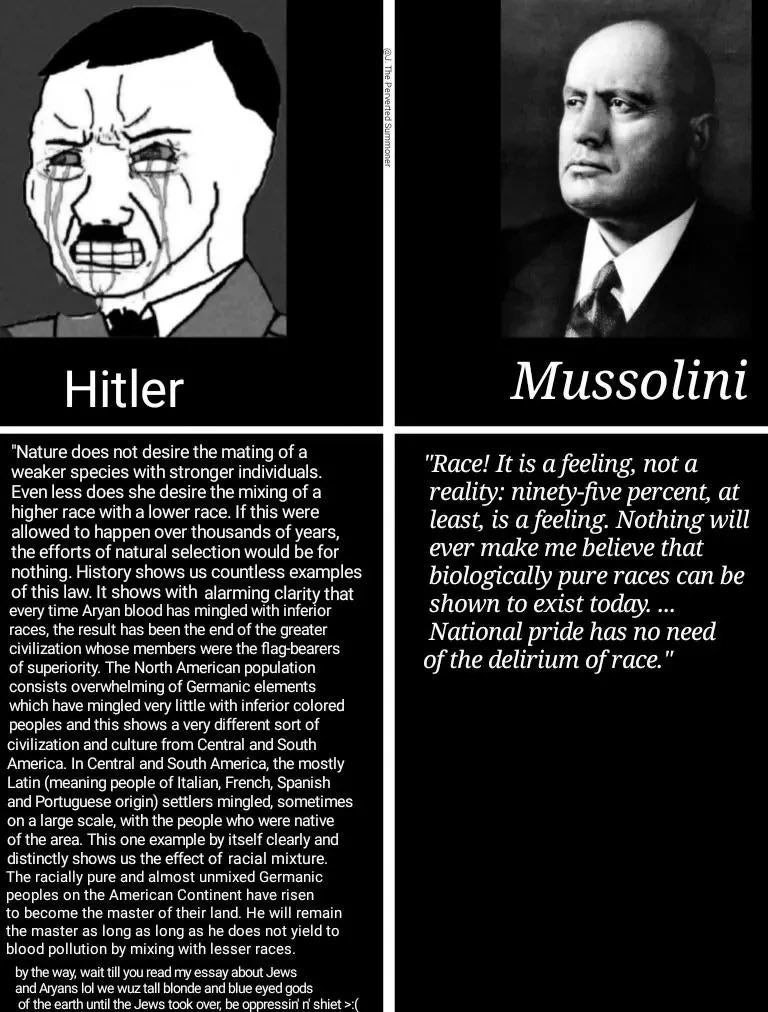 @J. The Perverted Summoner
Hitler
Mussolini
"Nature does not desire the mating of a
weaker species with stronger individuals.
Even less does she desire the mixing of a
higher race with a lower race. If this were
allowed to happen over thousands of years,
the efforts of natural selection would be for
nothing. History shows us countless examples
of this law. It shows with alarming clarity that
every time Aryan blood has mingled with inferior
races, the result has been the end of the greater
civilization whose members were the flag-bearers
of superiority. The North American population
consists overwhelming of Germanic elements
which have mingled very little with inferior colored
peoples and this shows a very different sort of
civilization and culture from Central and South
America. In Central and South America, the mostly
Latin (meaning people of Italian, French, Spanish
and Portuguese origin) settlers mingled, sometimes
on a large scale, with the people who were native
of the area. This one example by itself clearly and
distinctly shows us the effect of racial mixture.
The racially pure and almost unmixed Germanic
peoples on the American Continent have risen
to become the master of their land. He will remain
the master as long as long as he does not yield to
blood pollution by mixing with lesser races.
by the way, wait till you read my essay about Jews
and Aryans lol we wuz tall blonde and blue eyed gods
of the earth until the Jews took over, be oppressin' n' shiet >:(
"Race! It is a feeling, not a
reality: ninety-five percent, at
least, is a feeling. Nothing will
ever make me believe that
biologically pure races can be
shown to exist today. ...
National pride has no need
of the delirium of race."